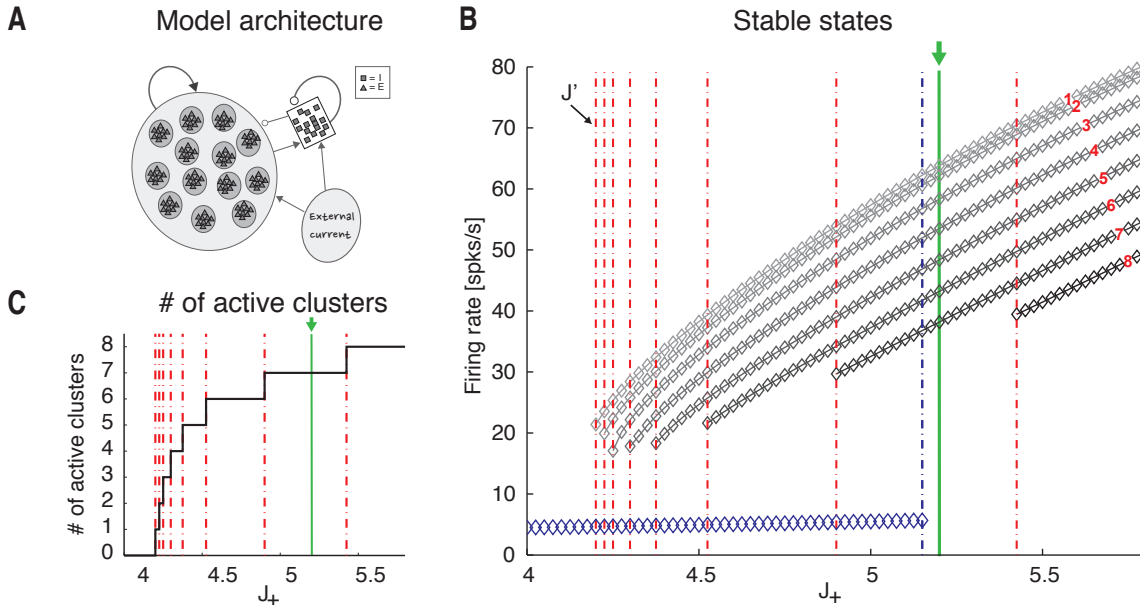 A
Model architecture
= I
= E
External
current
B
Stable states
J'
Firing rate [spks/s]
80
70
60
50
40
30
20
10
0
1
2
3
4
5
6
7
8
4
4.5
5
5.5
J+
C
# of active clusters
# of active clusters
8
7
6
5
4
3
2
1
0
4
4.5
5
5.5
J+